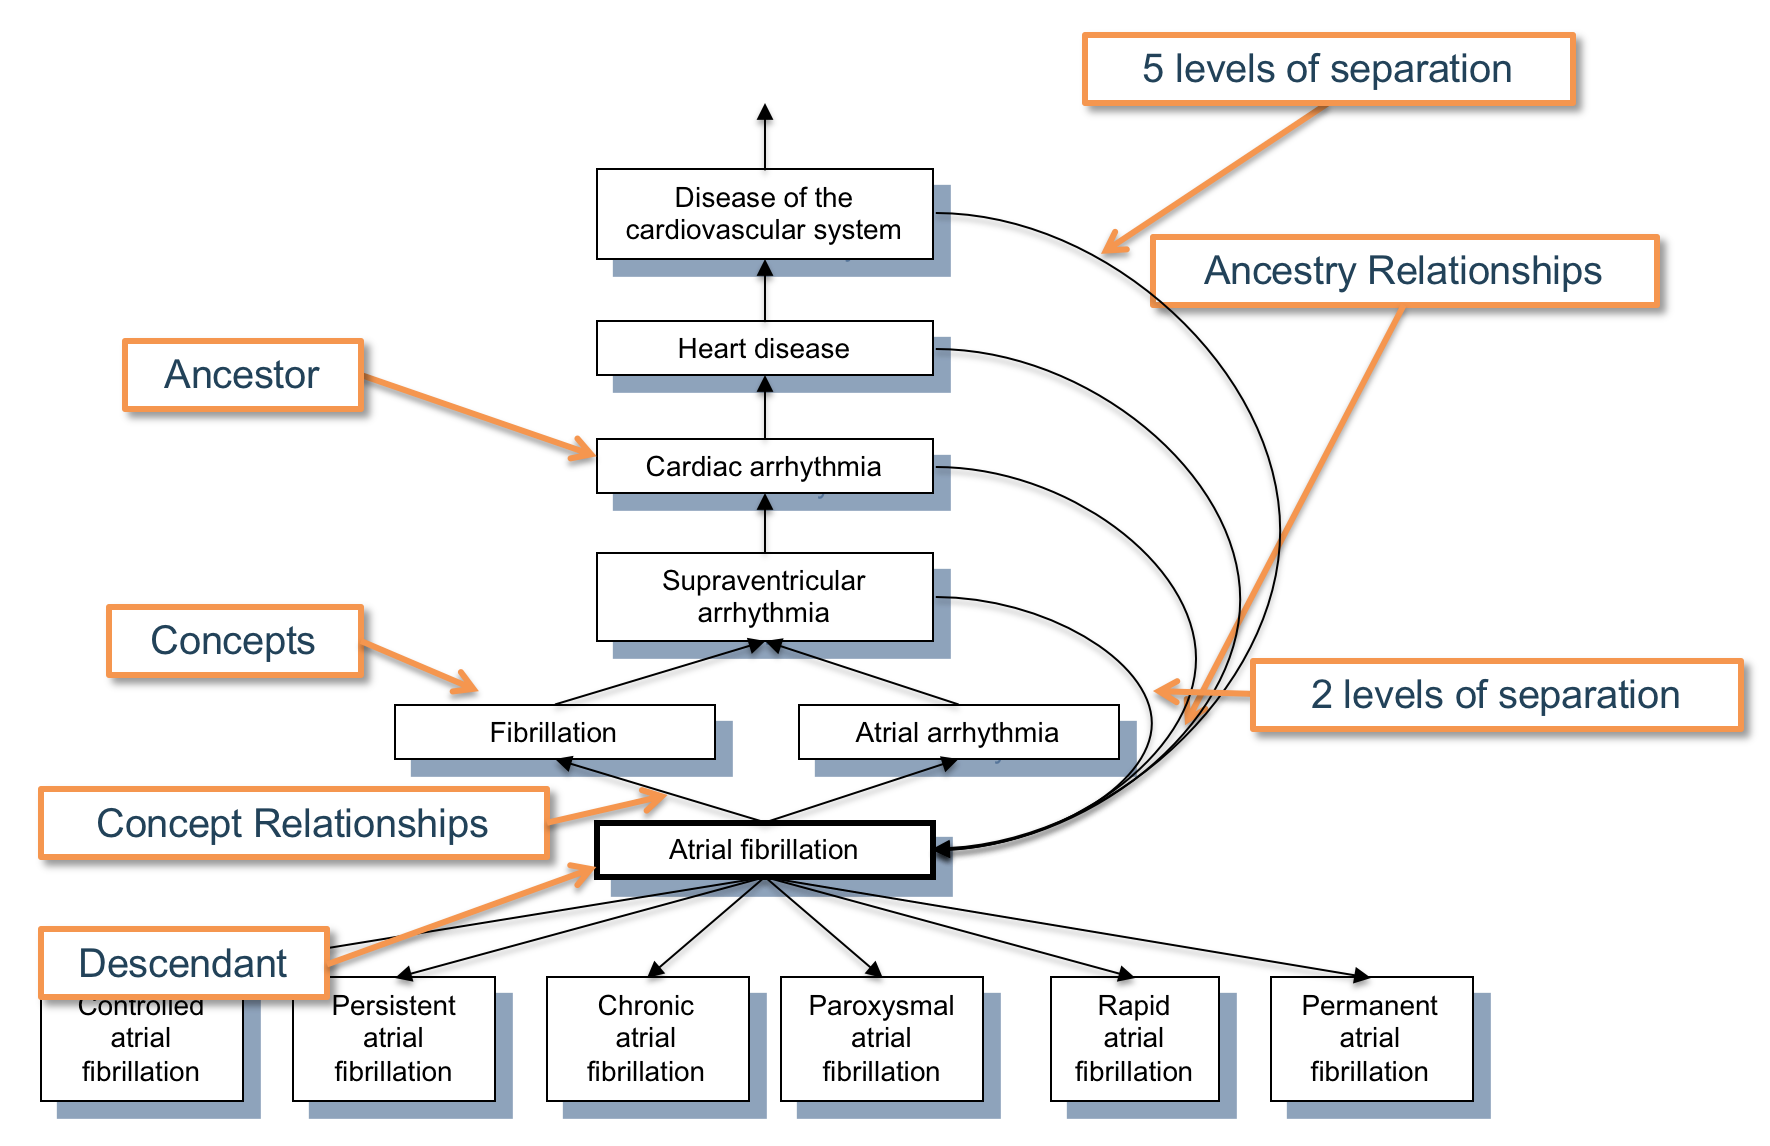 5 levels of separation
Disease of the
cardiovascular system
Ancestry Relationships
Heart disease
Ancestor
Cardiac arrhythmia
Supraventricular
arrhythmia
Concepts
2 levels of separation
Fibrillation
Atrial arrhythmia
Concept Relationships
Atrial fibrillation
Descendant
Controlled
atrial
fibrillation
Persistent
atrial
fibrillation
Chronic
atrial
fibrillation
Paroxysmal
atrial
fibrillation
Rapid
atrial
fibrillation
Permanent
atrial
fibrillation